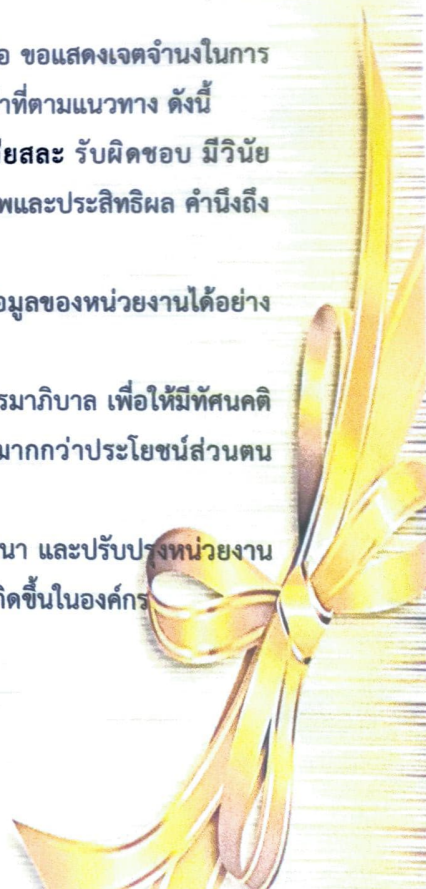 อ ขอแสดงเจตจำนงในการ
าที่ตามแนวทาง ดังนี้
ียสละ รับผิดชอบ มีวินัย
พและประสิทธิผล คำนึงถึง
อมูลของหน่วยงานได้อย่าง
รมาภิบาล เพื่อให้มีทัศนคติ
มากกว่าประโยชน์ส่วนตน
นา และปรับปรุงหน่วยงาน
กิดขึ้นในองค์กร